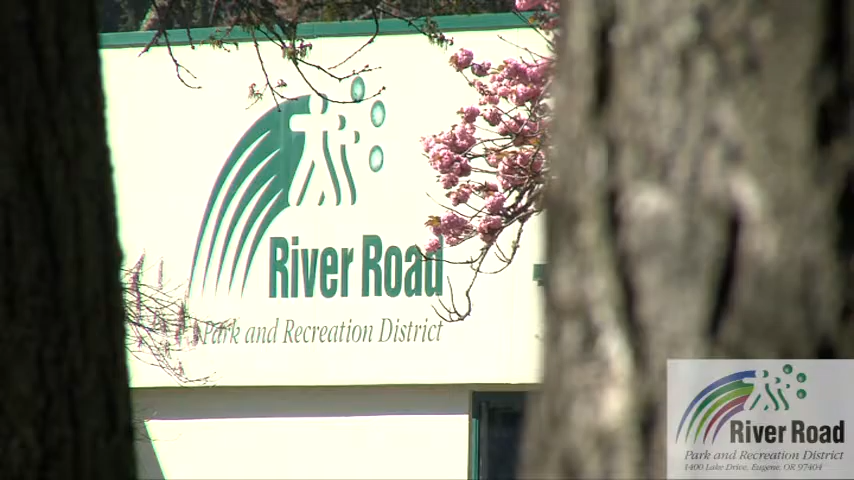 River Road
Park and Recreation District
River Road
Park and Recreation District
1400 Lake Drive, Eugene, OR 97404